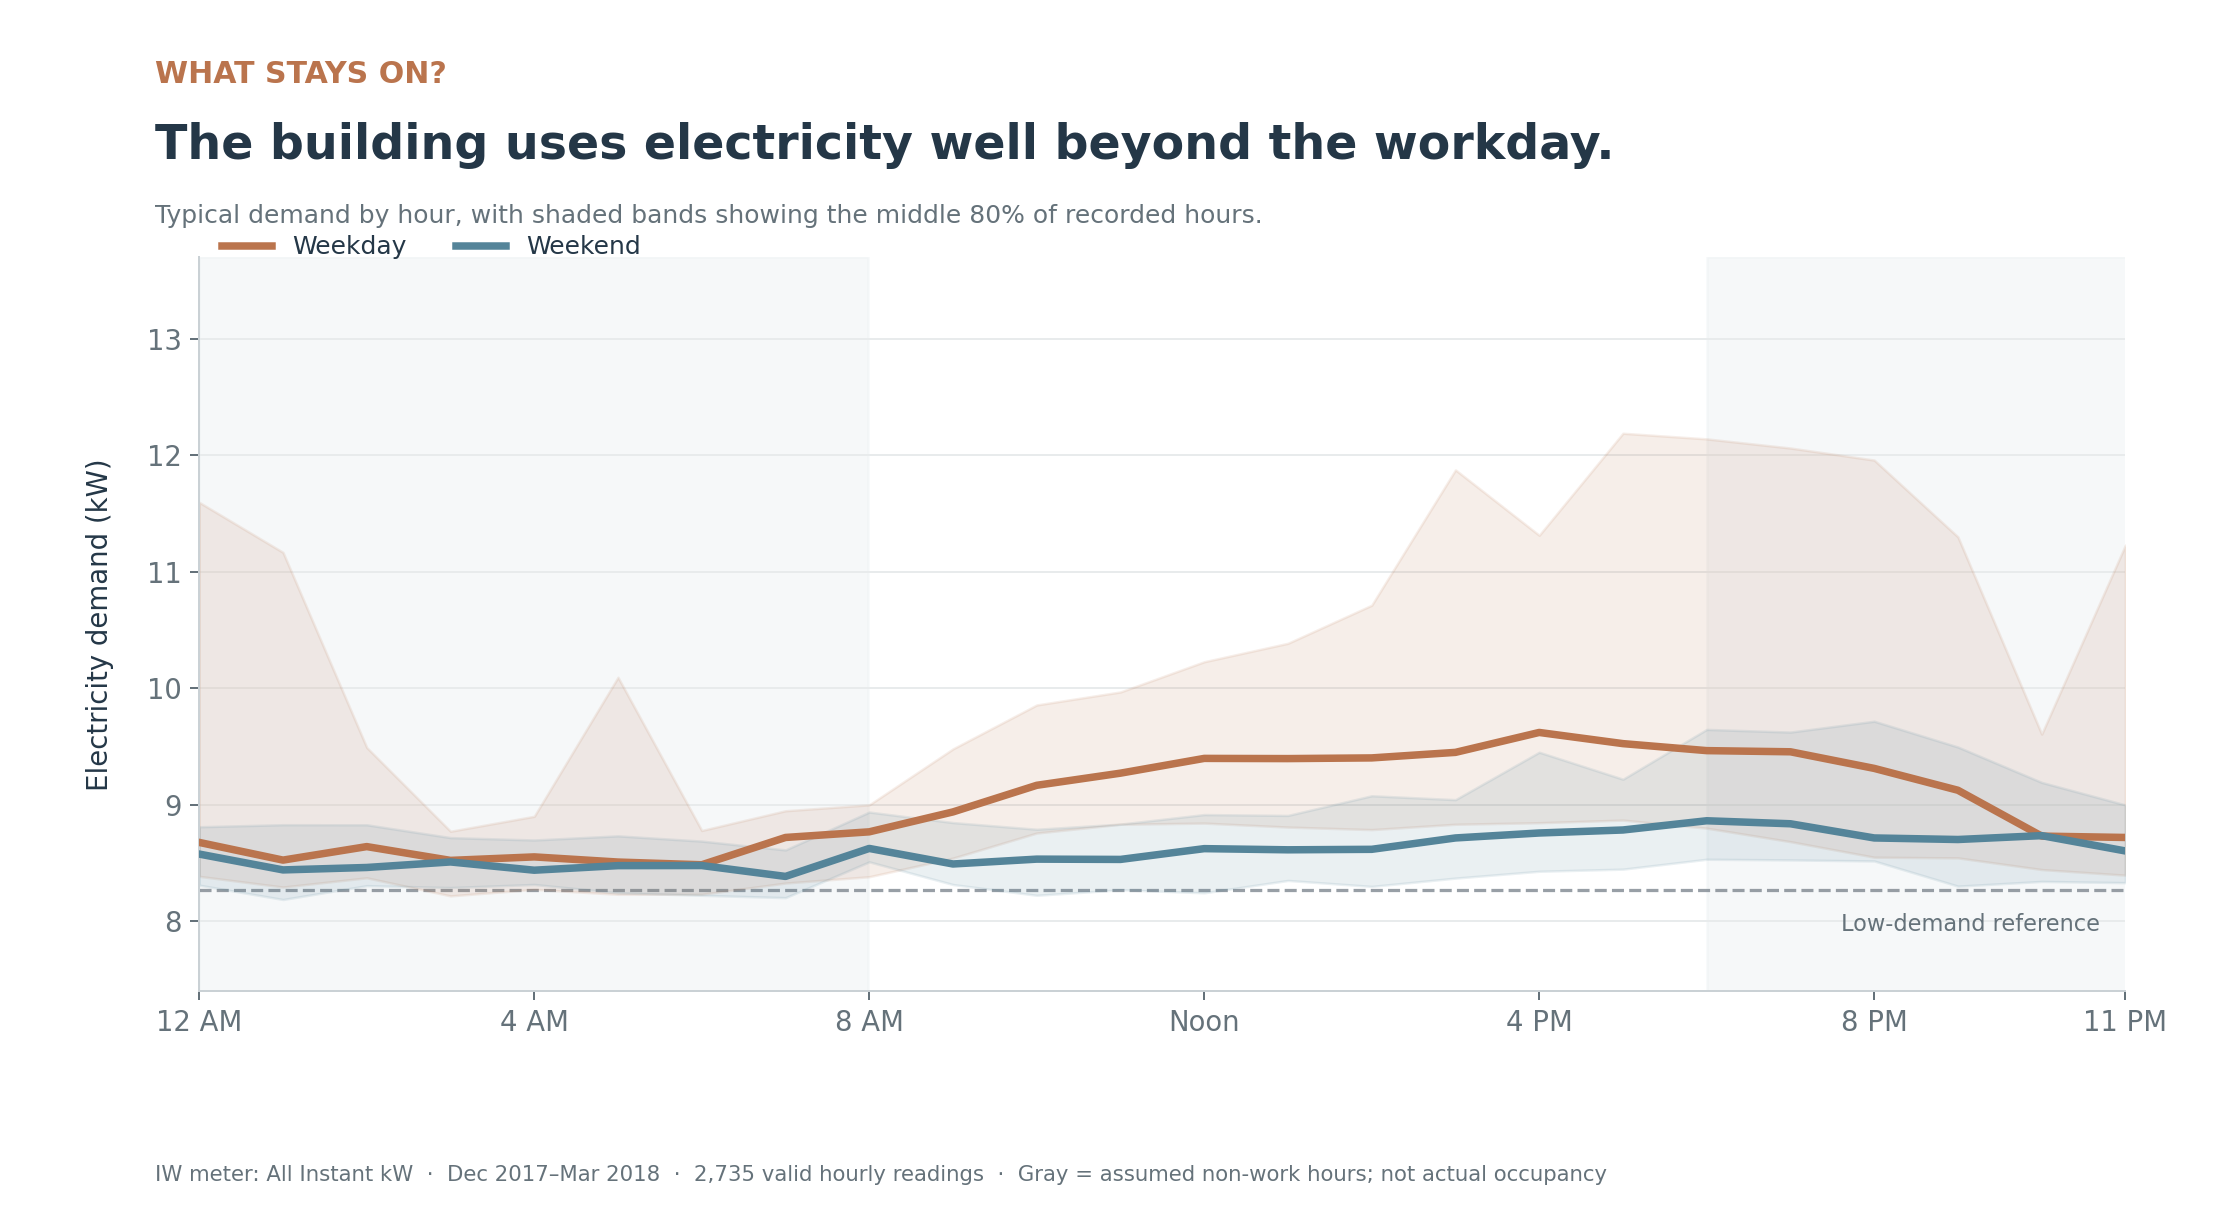 WHAT STAYS ON?
The building uses electricity well beyond the workday.
Typical demand by hour, with shaded bands showing the middle 80% of recorded hours.
Weekday Weekend
Electricity demand (kW)
13
12
11
10
9
8
Low-demand reference
12 AM 4 AM 8 AM Noon 4 PM 8 PM 11 PM
IW meter: All Instant kW · Dec 2017–Mar 2018 · 2,735 valid hourly readings · Gray = assumed non-work hours; not actual occupancy